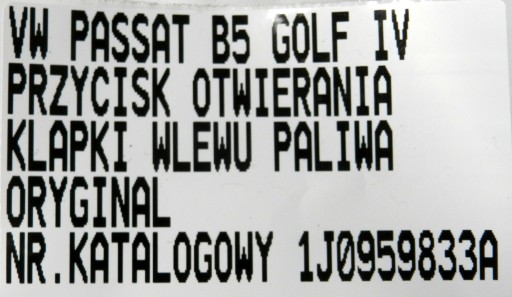 VW PASSAT B5 GOLF IV
PRZYCISK OTWIERANIA
KLAPKI WLEWU PALIWA
ORYGINAL
NR.KATALOGOWY 1J0959833A